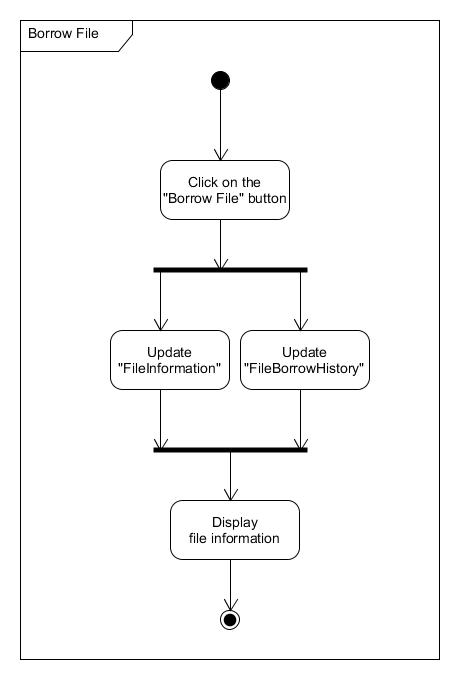 Borrow File
Click on the
"Borrow File" button
Update
"FileInformation"
Update
"FileBorrowHistory"
Display
file information